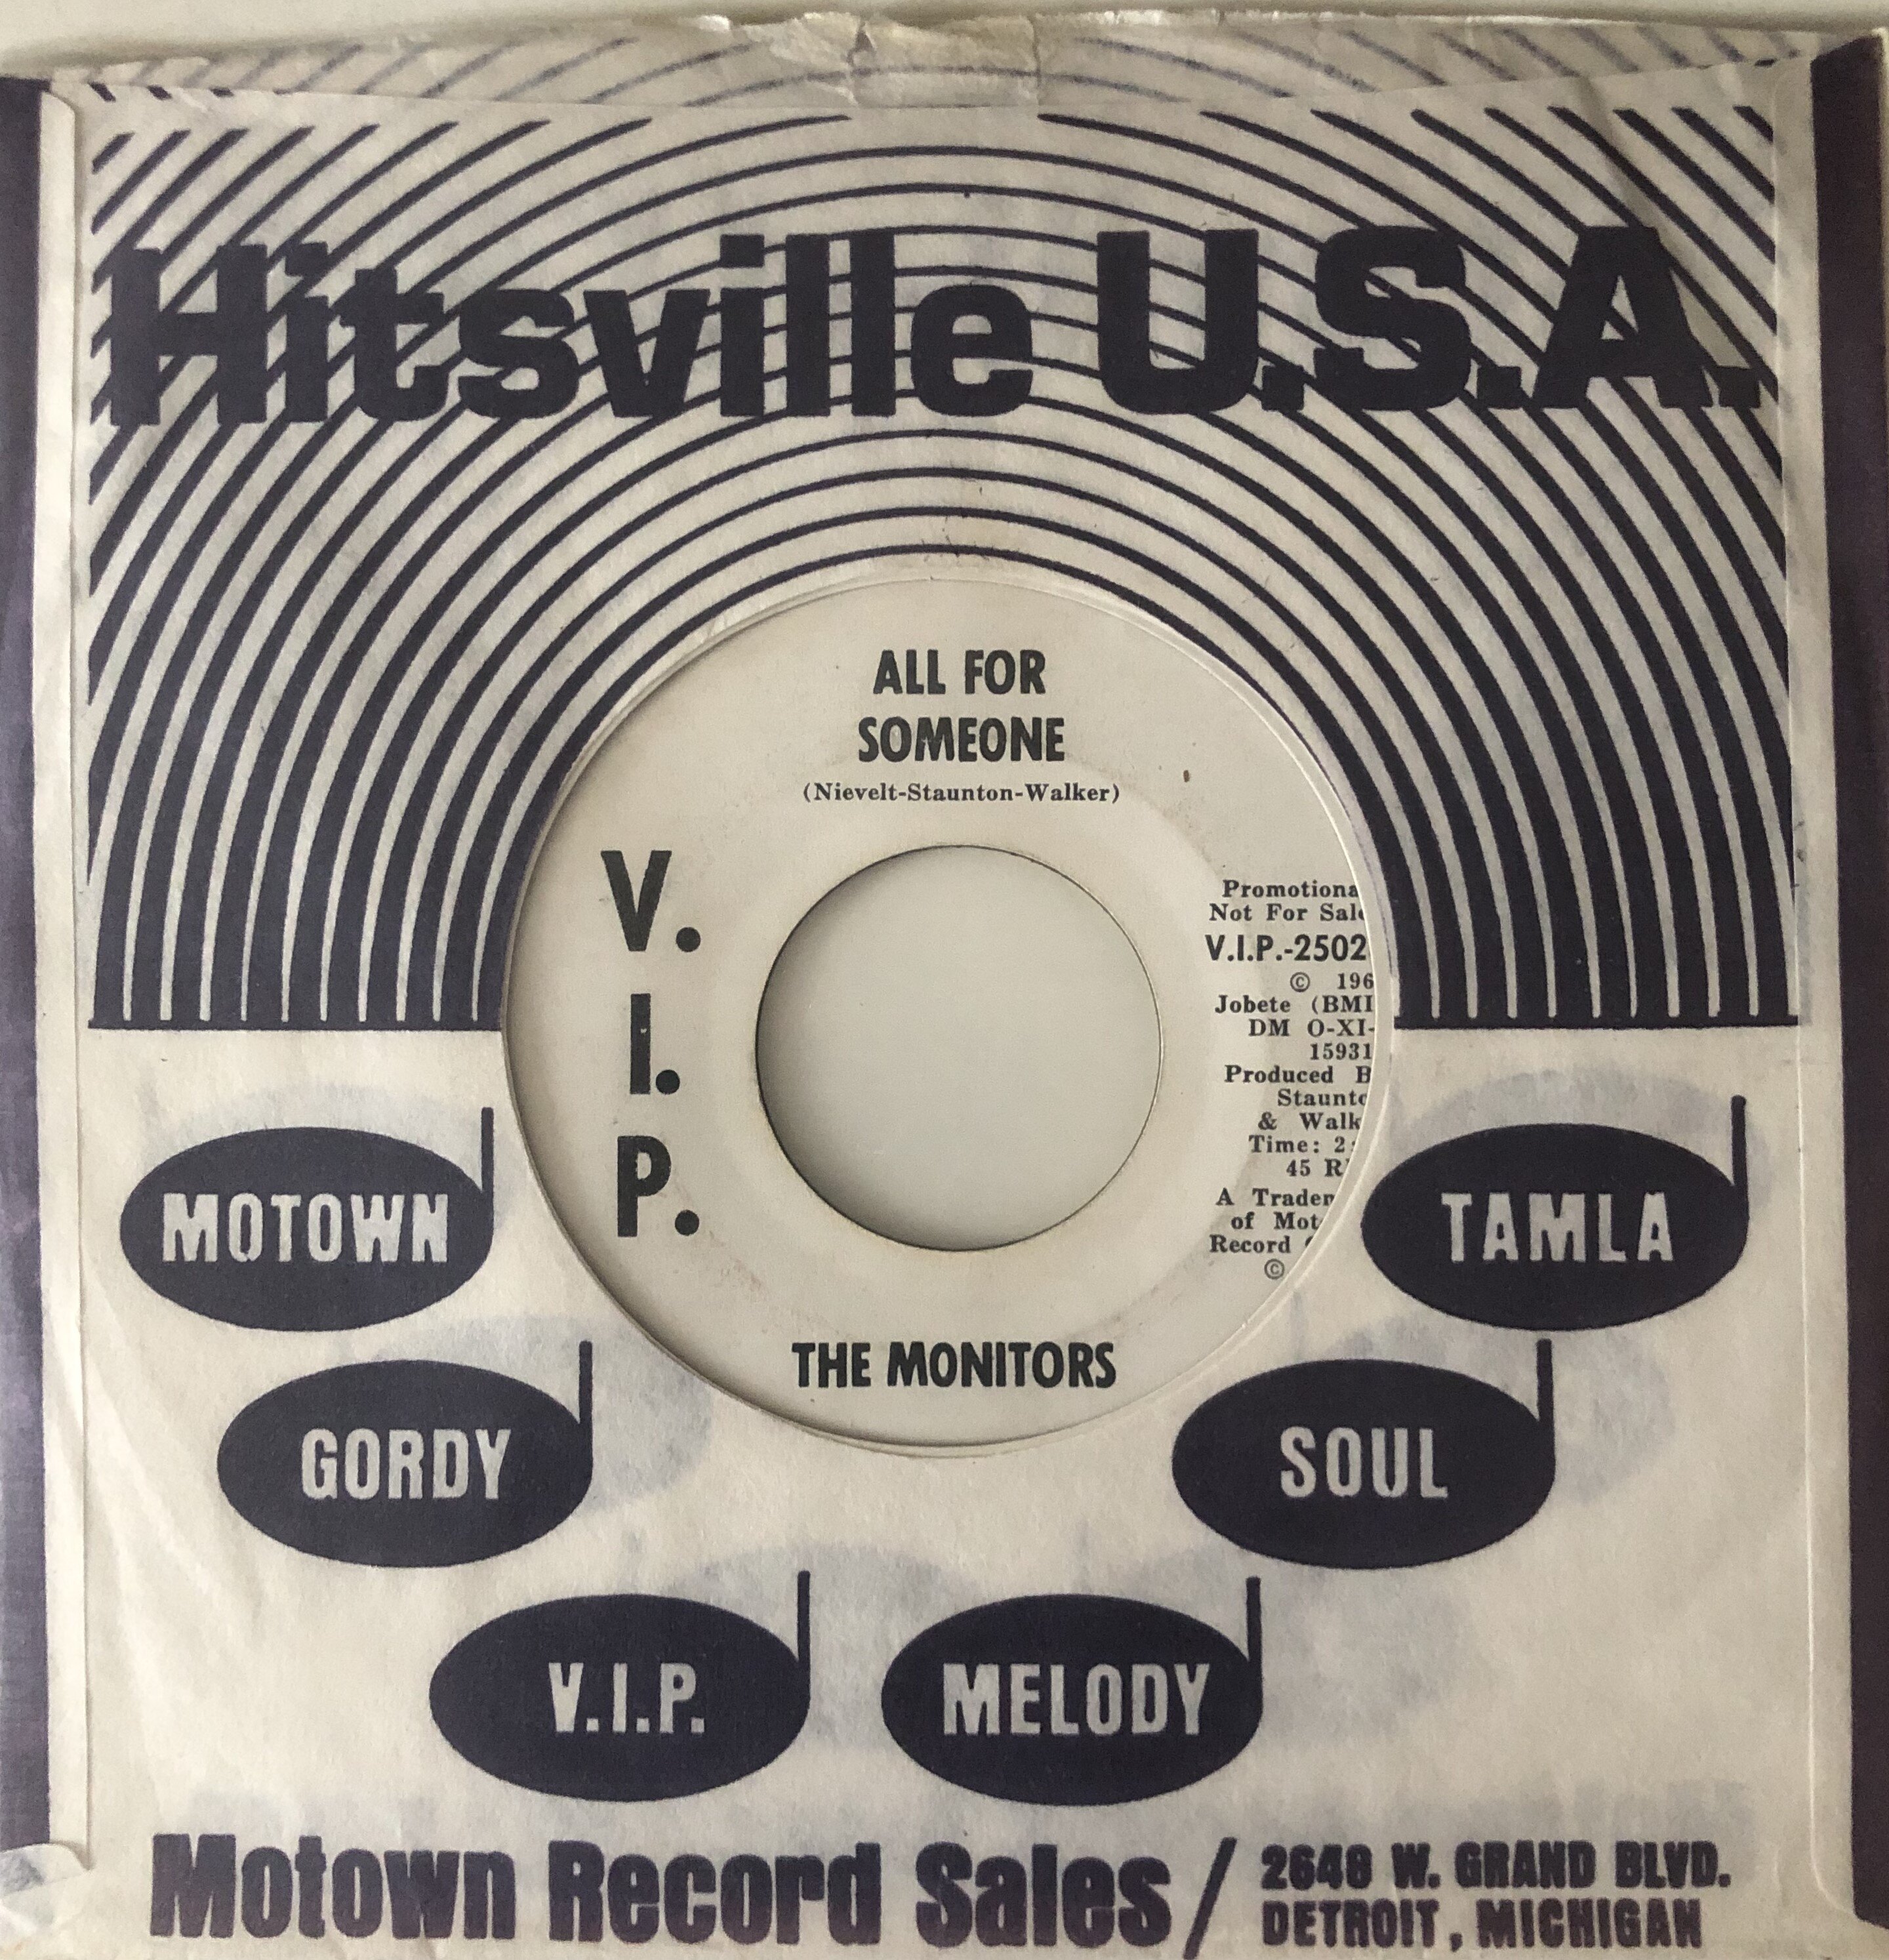 Hitsville U.S.A.
ALL FOR
SOMEONE
(Nievelt-Staunton-Walker)
V.
I.
P.
Promotiona
Not For Sale
V.I.P.-2502
© 196
Jobete (BMI
DM O-XI-
15931
Produced B
Staunto
& Walk
Time: 2:
45 R
A Tradem
of Mot
Record
©
THE MONITORS
MOTOWN
TAMLA
GORDY
SOUL
V.I.P.
MELODY
Motown Record Sales / 2648 W. GRAND BLVD.
DETROIT, MICHIGAN